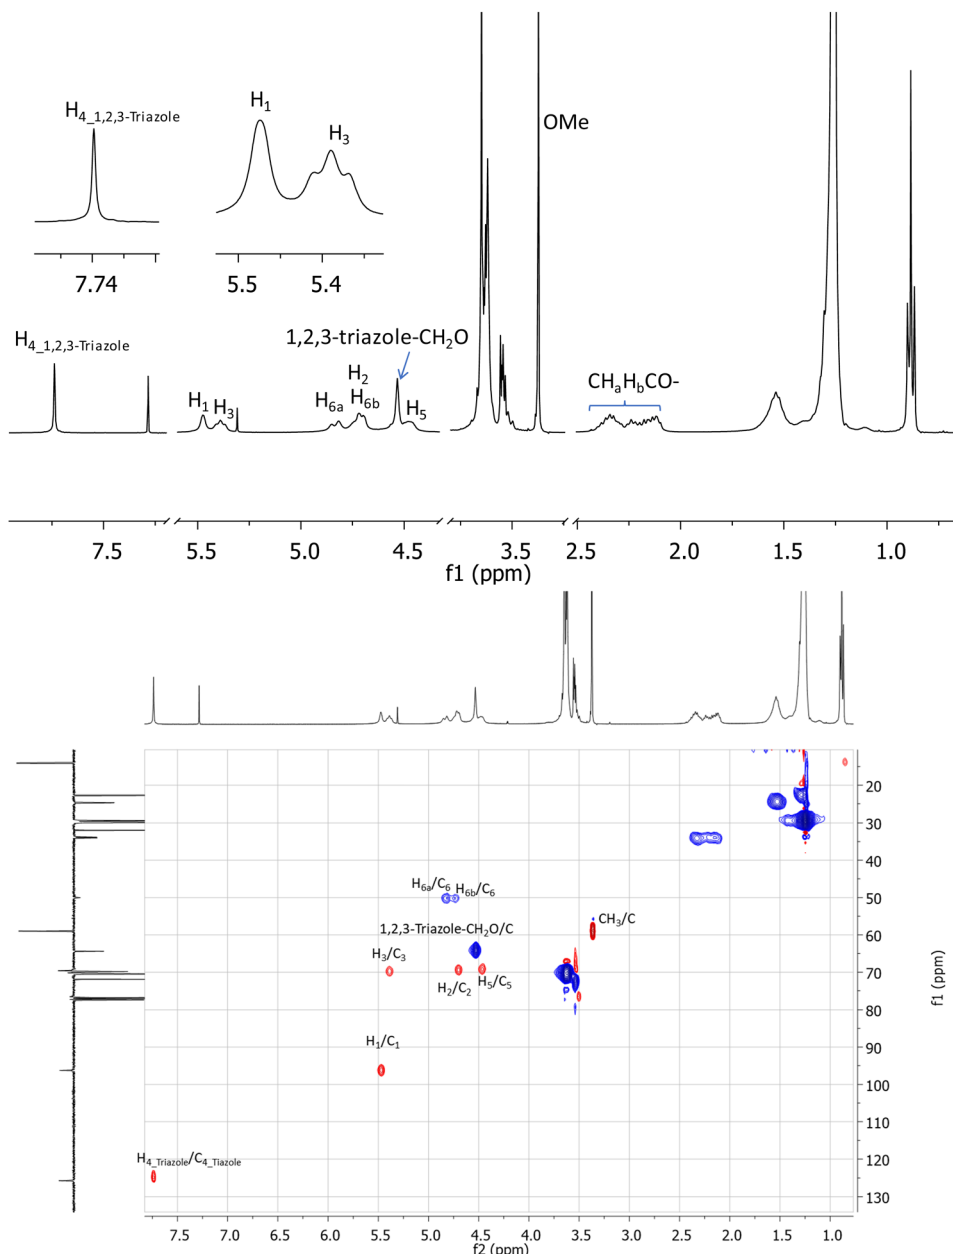 H4_1,2,3-Triazole
H1
H3
OMe
7.74
5.5 5.4
H4_1,2,3-Triazole
1,2,3-triazole-CH2O
H1 H3 H6a H2
H6b H5
CHaHbCO-
7.5 5.5 5.0 4.5 3.5 2.5 2.0 1.5 1.0
f1 (ppm)
H6a/C6 H6b/C6
1,2,3-Triazole-CH2O/C
CH3/C
H3/C3
H2/C2 H5/C5
H1/C1
H4_Triazole/C4_Tiazole
20
30
40
50
60
70
80
90
100
110
120
130
f1 (ppm)
7.5 7.0 6.5 6.0 5.5 5.0 4.5 4.0 3.5 3.0 2.5 2.0 1.5 1.0
f2 (ppm)